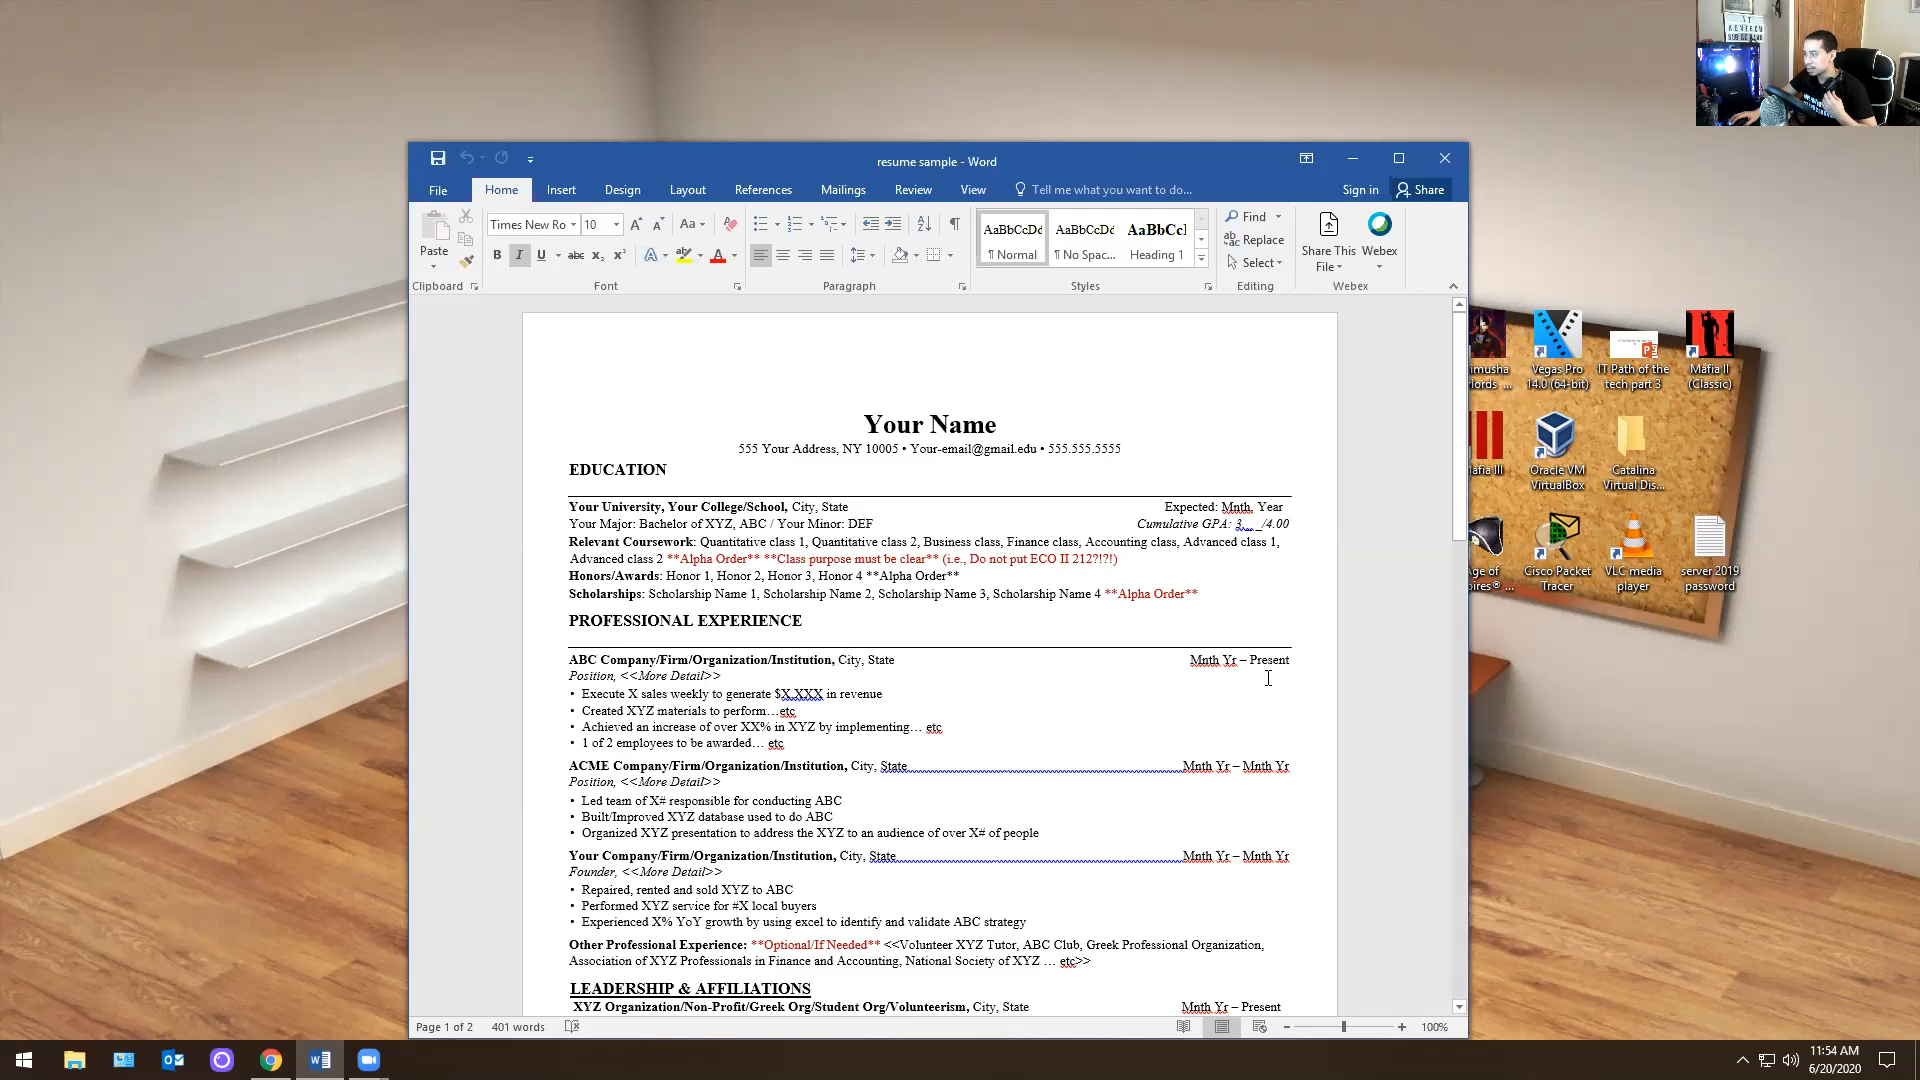 resume sample - Word
File Home Insert Design Layout References Mailings Review View Tell me what you want to do... Sign in Share
Times New Ro 10 Aa
AaBbCcDd AaBbCcDd AaBbCc
Find
Replace
Select
Paste
¶ Normal ¶ No Spac... Heading 1
Share This File
Webex
Clipboard Font Paragraph Styles Editing Webex
Your Name
555 Your Address, NY 10005 • Your-email@gmail.edu • 555.555.5555
EDUCATION
Your University, Your College/School, City, State Expected: Mnth. Year
Your Major: Bachelor of XYZ, ABC / Your Minor: DEF Cumulative GPA: 3.__/4.00
Relevant Coursework: Quantitative class 1, Quantitative class 2, Business class, Finance class, Accounting class, Advanced class 1,
Advanced class 2 **Alpha Order** **Class purpose must be clear** (i.e., Do not put ECO II 212?!?!)
Honors/Awards: Honor 1, Honor 2, Honor 3, Honor 4 **Alpha Order**
Scholarships: Scholarship Name 1, Scholarship Name 2, Scholarship Name 3, Scholarship Name 4 **Alpha Order**
PROFESSIONAL EXPERIENCE
ABC Company/Firm/Organization/Institution, City, State Mnth Yr – Present
Position, <<More Detail>>
• Execute X sales weekly to generate $X,XXX in revenue
• Created XYZ materials to perform…etc
• Achieved an increase of over XX% in XYZ by implementing… etc
• 1 of 2 employees to be awarded… etc
ACME Company/Firm/Organization/Institution, City, State Mnth Yr – Mnth Yr
Position, <<More Detail>>
• Led team of X# responsible for conducting ABC
• Built/Improved XYZ database used to do ABC
• Organized XYZ presentation to address the XYZ to an audience of over X# of people
Your Company/Firm/Organization/Institution, City, State Mnth Yr – Mnth Yr
Founder, <<More Detail>>
• Repaired, rented and sold XYZ to ABC
• Performed XYZ service for #X local buyers
• Experienced X% YoY growth by using excel to identify and validate ABC strategy
Other Professional Experience: **Optional/If Needed** <<Volunteer XYZ Tutor, ABC Club, Greek Professional Organization,
Association of XYZ Professionals in Finance and Accounting, National Society of XYZ … etc>>
LEADERSHIP & AFFILIATIONS
XYZ Organization/Non-Profit/Greek Org/Student Org/Volunteerism, City, State Mnth Yr – Present
Page 1 of 2 401 words 100%
Vegas Pro
14.0 (64-bit)
IT Path of the
tech part 3
Mafia II
(Classic)
Oracle VM
VirtualBox
Catalina
Virtual Dis...
Age of
Cisco Packet
Tracer
VLC media
player
server 2019
password
11:54 AM
6/20/2020